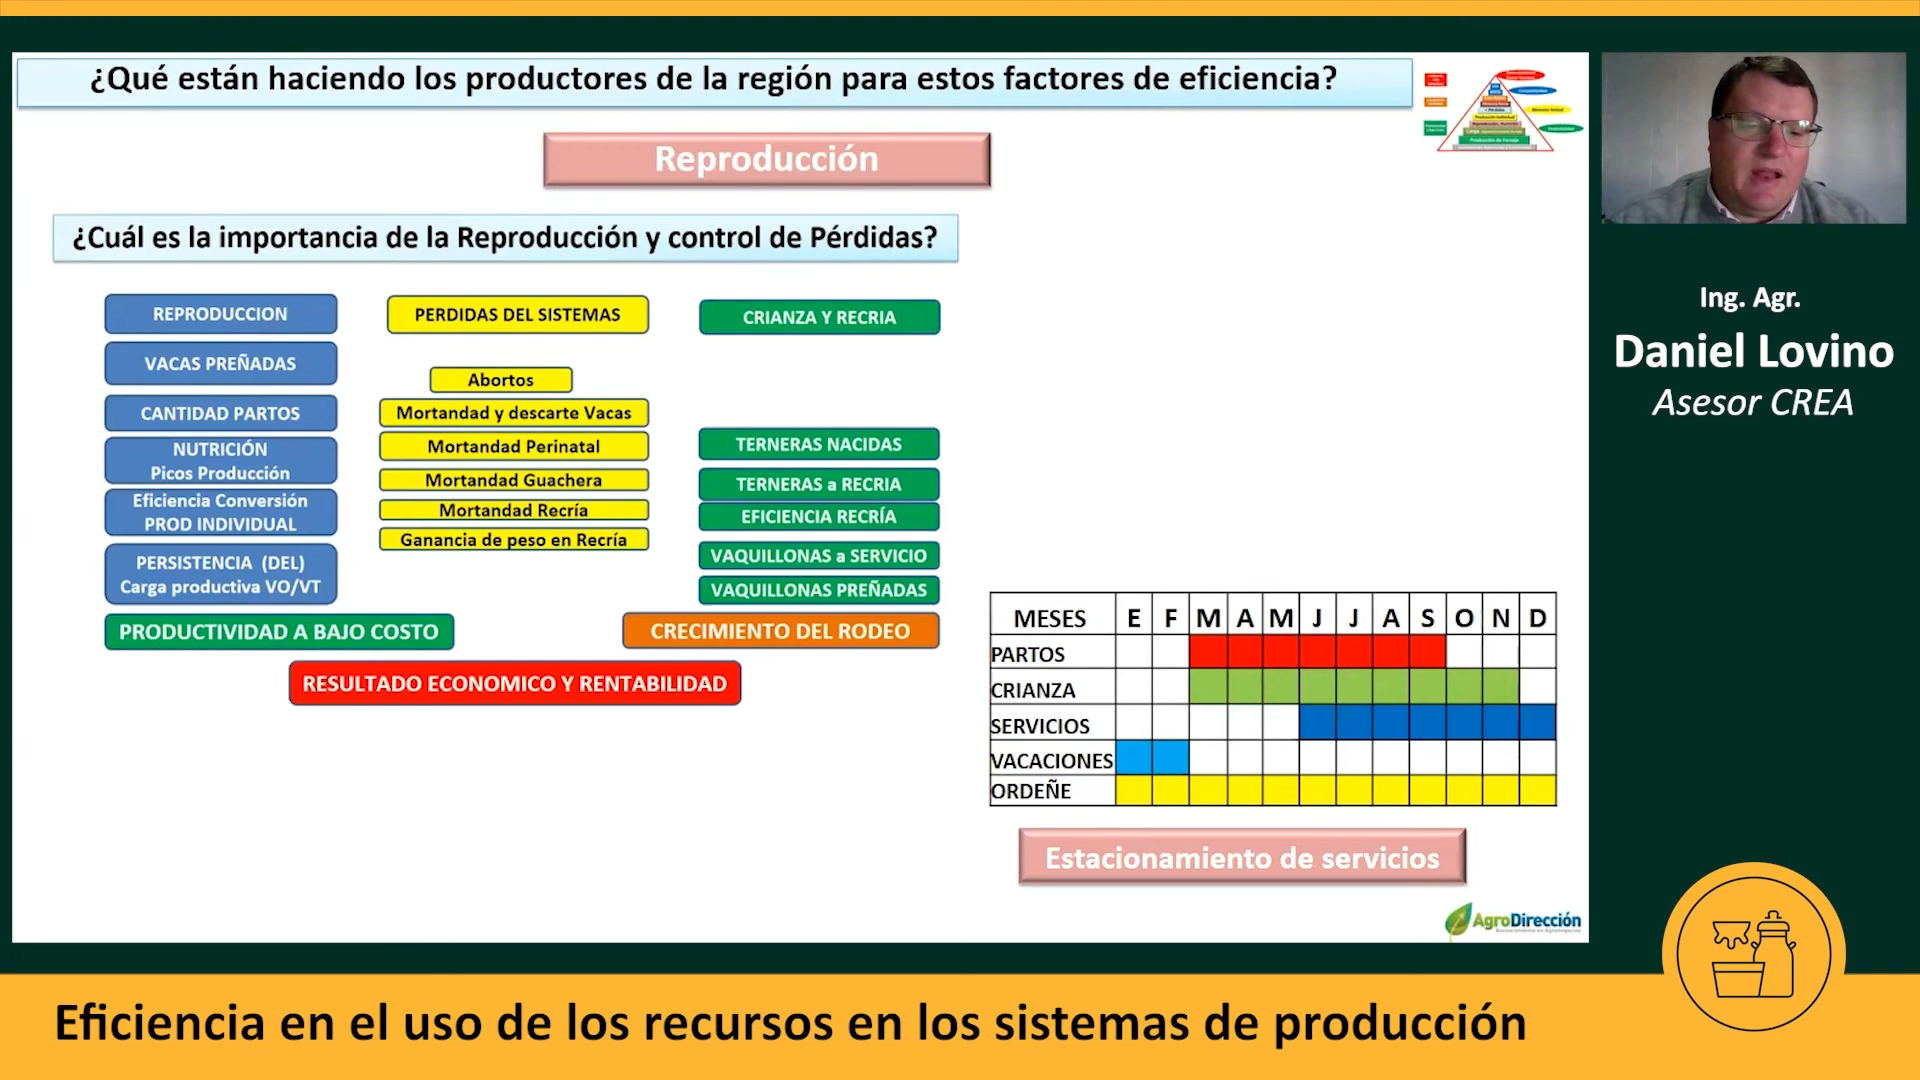 ¿Qué están haciendo los productores de la región para estos factores de eficiencia?
Reproducción
¿Cuál es la importancia de la Reproducción y control de Pérdidas?
REPRODUCCION
VACAS PREÑADAS
CANTIDAD PARTOS
NUTRICIÓN
Picos Producción
Eficiencia Conversión
PROD INDIVIDUAL
PERSISTENCIA (DEL)
Carga productiva VO/VT
PERDIDAS DEL SISTEMAS
Abortos
Mortandad y descarte Vacas
Mortandad Perinatal
Mortandad Guachera
Mortandad Recría
Ganancia de peso en Recría
CRIANZA Y RECRIA
TERNERAS NACIDAS
TERNERAS a RECRIA
EFICIENCIA RECRÍA
VAQUILLONAS a SERVICIO
VAQUILLONAS PREÑADAS
PRODUCTIVIDAD A BAJO COSTO
CRECIMIENTO DEL RODEO
RESULTADO ECONOMICO Y RENTABILIDAD
MESES E F M A M J J A S O N D
PARTOS
CRIANZA
SERVICIOS
VACACIONES
ORDEÑE
Estacionamiento de servicios
AgroDirección
Ing. Agr.
Daniel Lovino
Asesor CREA
Eficiencia en el uso de los recursos en los sistemas de producción